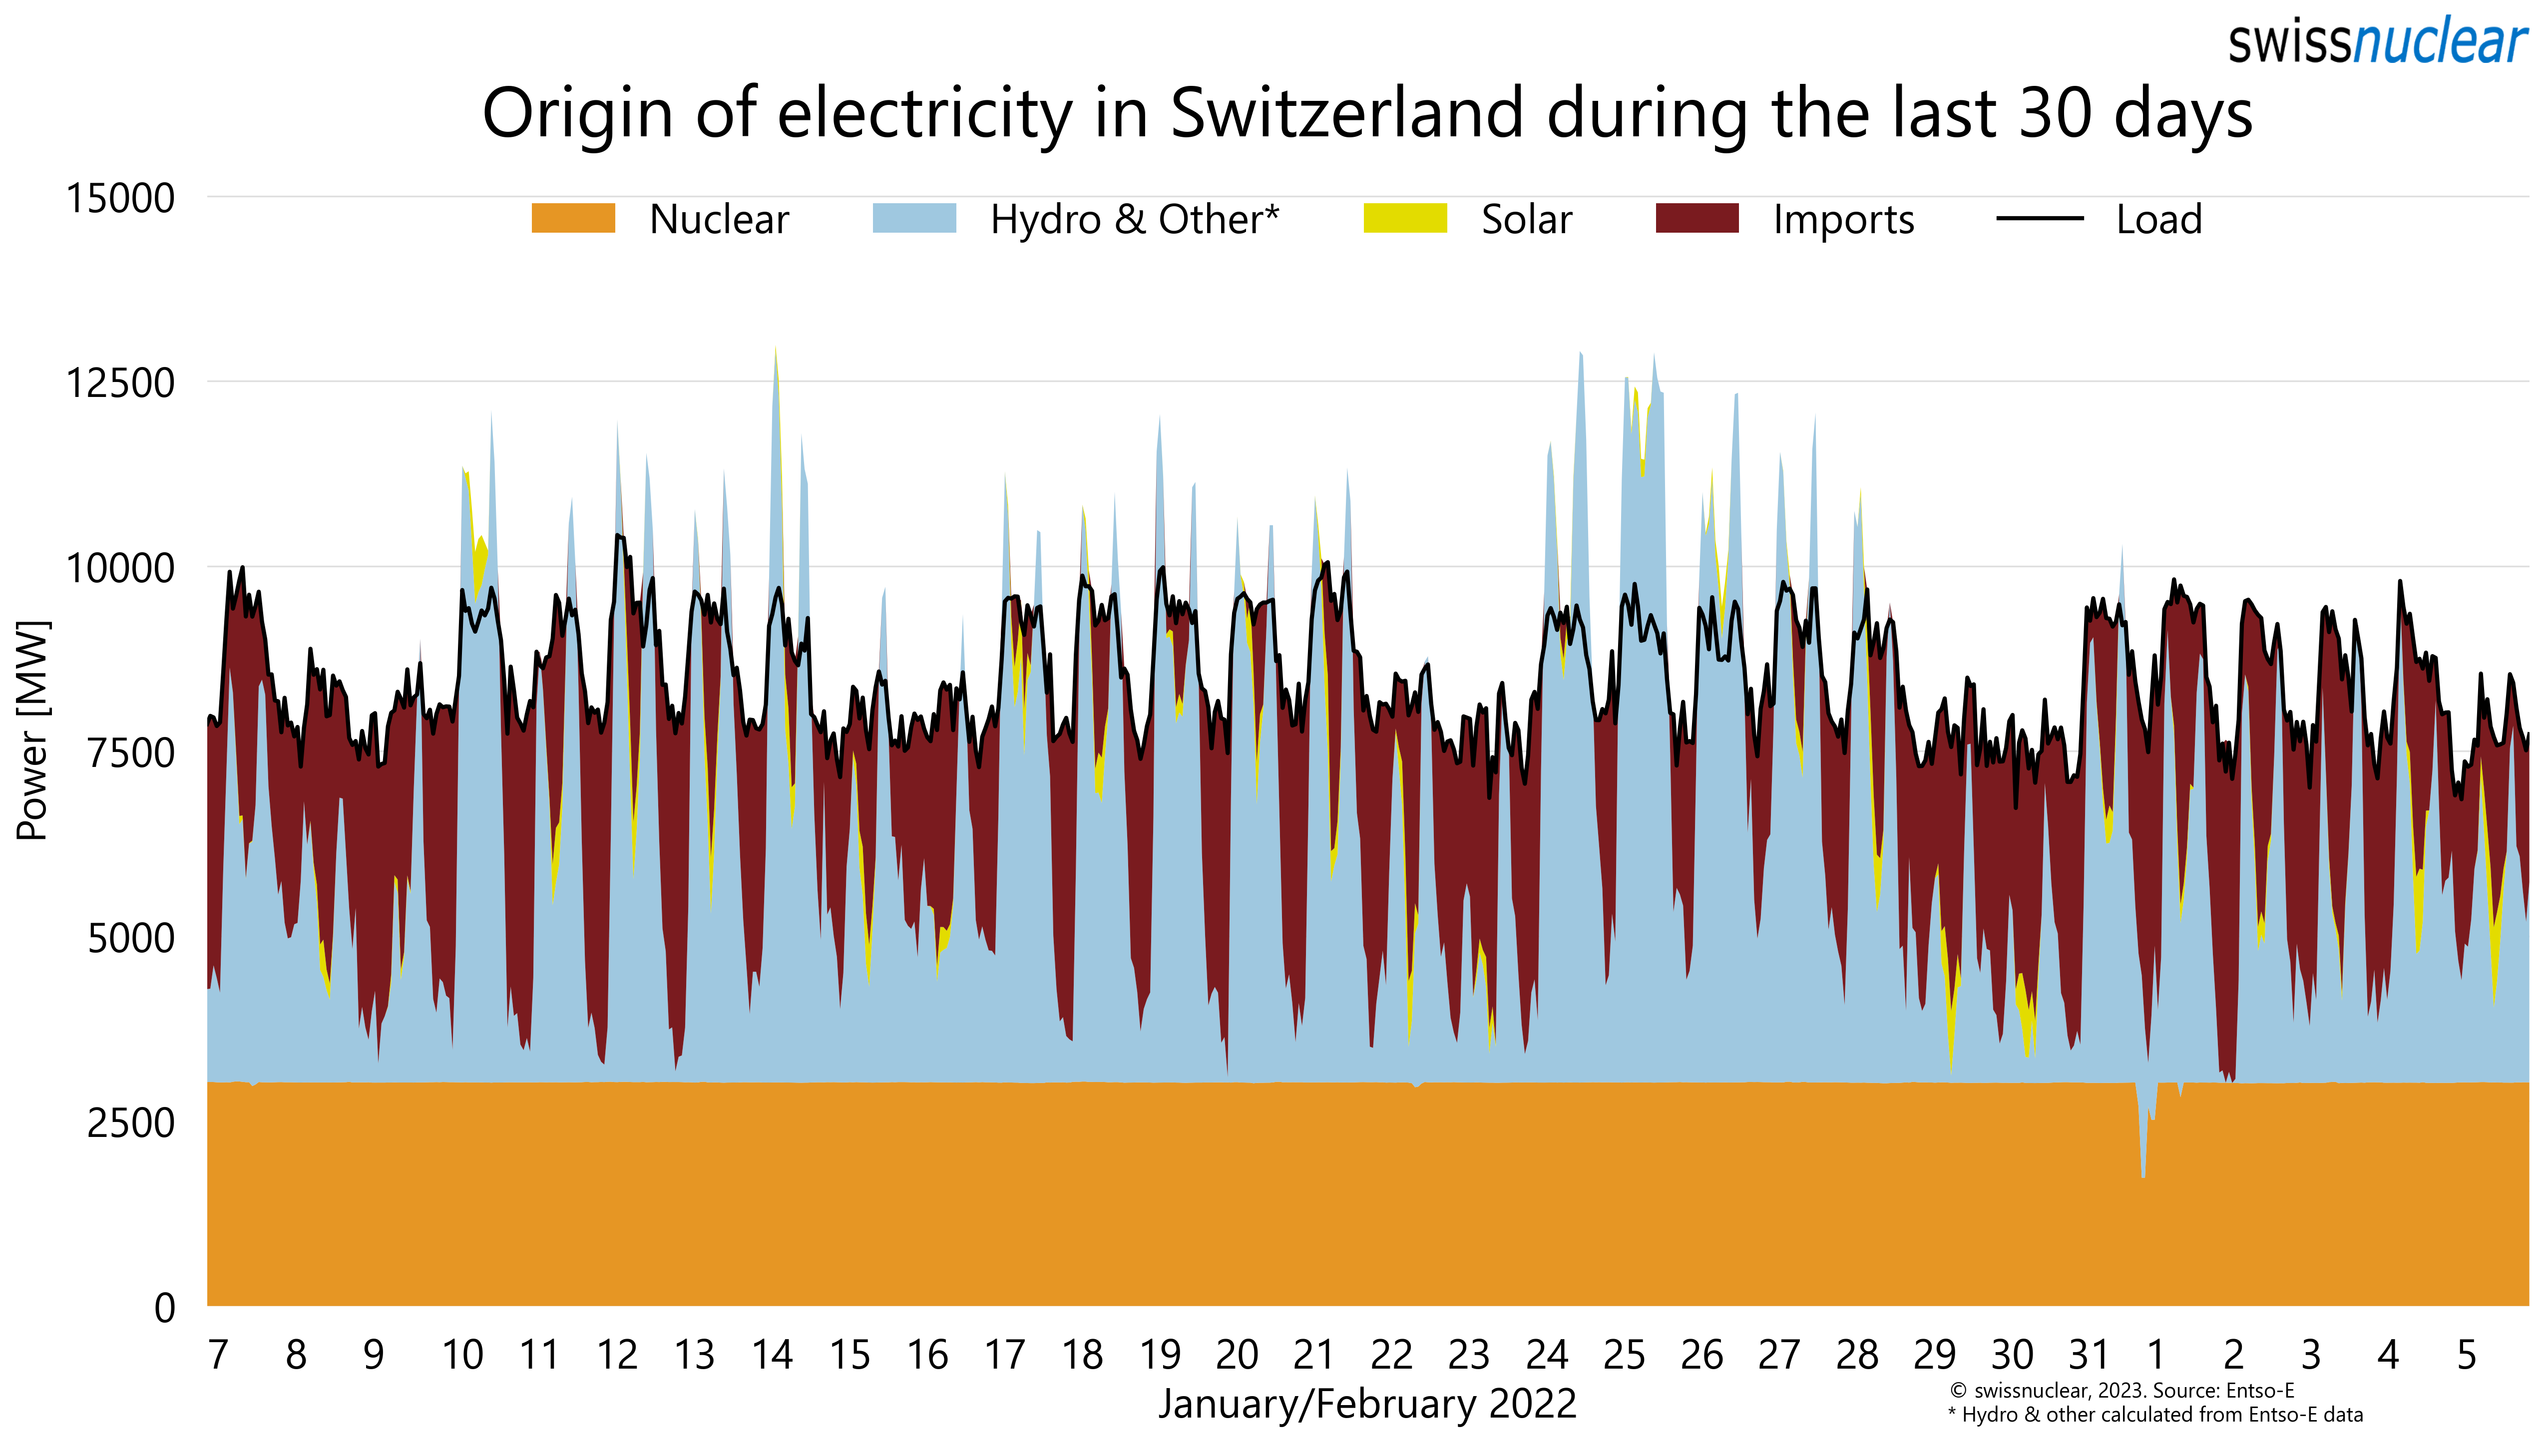 swissnuclear
Origin of electricity in Switzerland during the last 30 days
15000
Nuclear Hydro & Other* Solar Imports Load
12500
10000
7500
5000
2500
0
Power [MW]
7 8 9 10 11 12 13 14 15 16 17 18 19 20 21 22 23 24 25 26 27 28 29 30 31 1 2 3 4 5
January/February 2022
© swissnuclear, 2023. Source: Entso-E
* Hydro & other calculated from Entso-E data